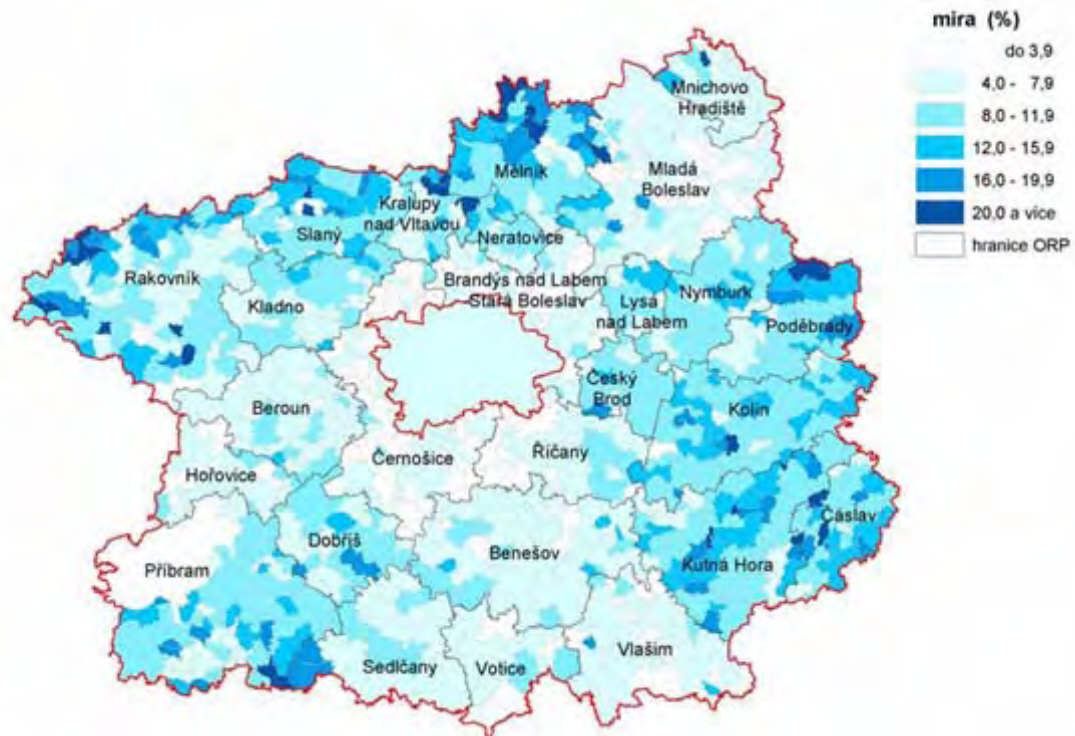 mira (%)
do 3,9
4,0 - 7,9
8,0 - 11,9
12,0 - 15,9
16,0 - 19,9
20,0 a více
hranice ORP
Mnichovo
Hradiště
Mělník
Mladá
Boleslav
Kralupy
nad Vltavou
Slaný
Neratovice
Rakovník
Brandýs nad Labem
Stará Boleslav
Kladno
Lysá
nad Labem
Nymburk
Poděbrady
Český
Brod
Beroun
Kolín
Černošice
Říčany
Hořovice
Čáslav
Dobříš
Benešov
Kutná Hora
Příbram
Vlašim
Sedlčany
Votice